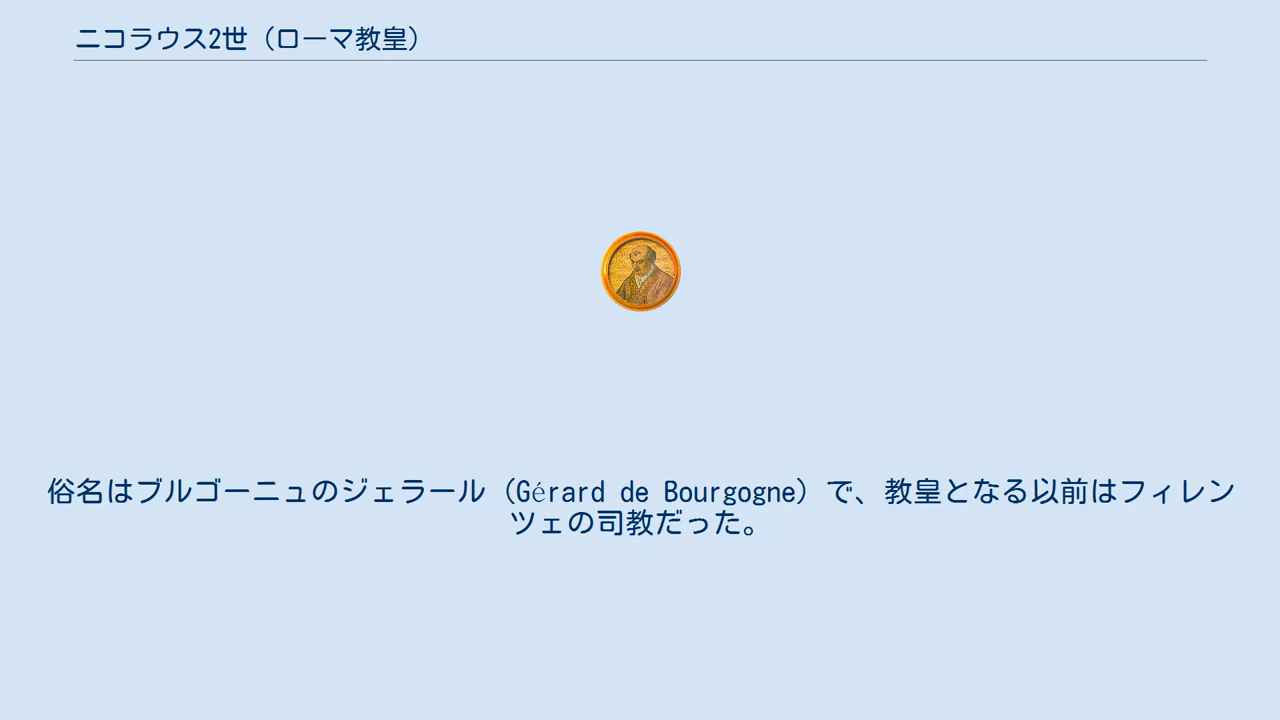 ニコラウス2世（ローマ教皇）
俗名はブルゴーニュのジェラール（Gérard de Bourgogne）で、教皇となる以前はフィレン
ツェの司教だった。